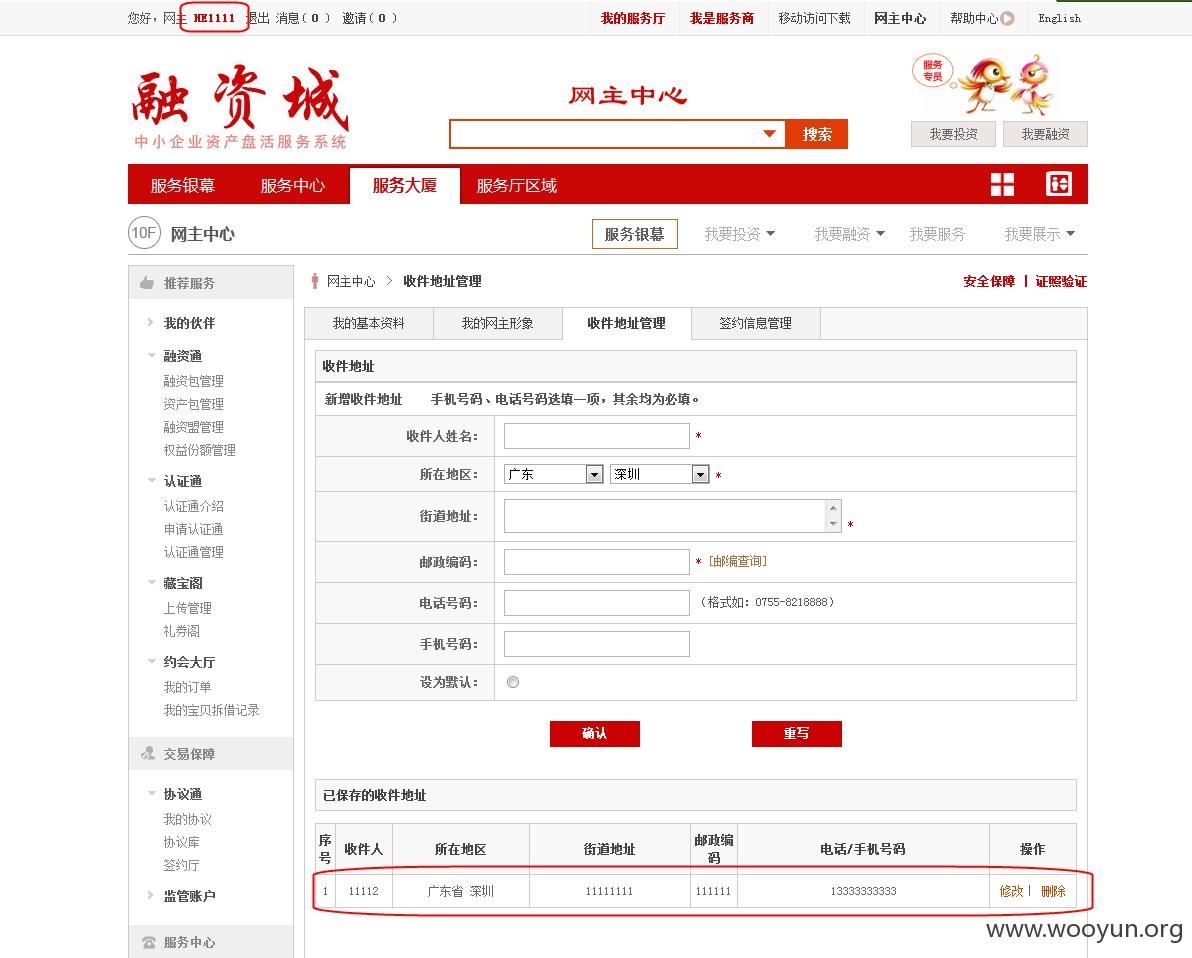 您好，网主 HE1111 退出 消息（0） 邀请（0） 我的服务厅 我是服务商 移动访问下载 网主中心 帮助中心 English
融资城
中小企业资产盘活服务系统
网主中心
搜索
服务专员
我要投资 我要融资
服务银幕 服务中心 服务大厦 服务厅区域
10F 网主中心 服务银幕 我要投资 我要融资 我要服务 我要展示
推荐服务
我的伙伴
融资通
融资包管理
资产包管理
融资盟管理
权益份额管理
认证通
认证通介绍
申请认证通
认证通管理
藏宝阁
上传管理
礼券阁
约会大厅
我的订单
我的宝贝拆借记录
交易保障
协议通
我的协议
协议库
签约厅
监管账户
服务中心
网主中心 > 收件地址管理 安全保障 | 证照验证
我的基本资料 我的网主形象 收件地址管理 签约信息管理
收件地址
新增收件地址 手机号码、电话号码选填一项，其余均为必填。
收件人姓名： *
所在地区： 广东 深圳 *
街道地址： *
邮政编码： * [邮编查询]
电话号码： （格式如：0755-8218888）
手机号码：
设为默认：
确认 重写
已保存的收件地址
序号 收件人 所在地区 街道地址 邮政编码 电话/手机号码 操作
1 11112 广东省 深圳 11111111 111111 13333333333 修改 | 删除
www.wooyun.org